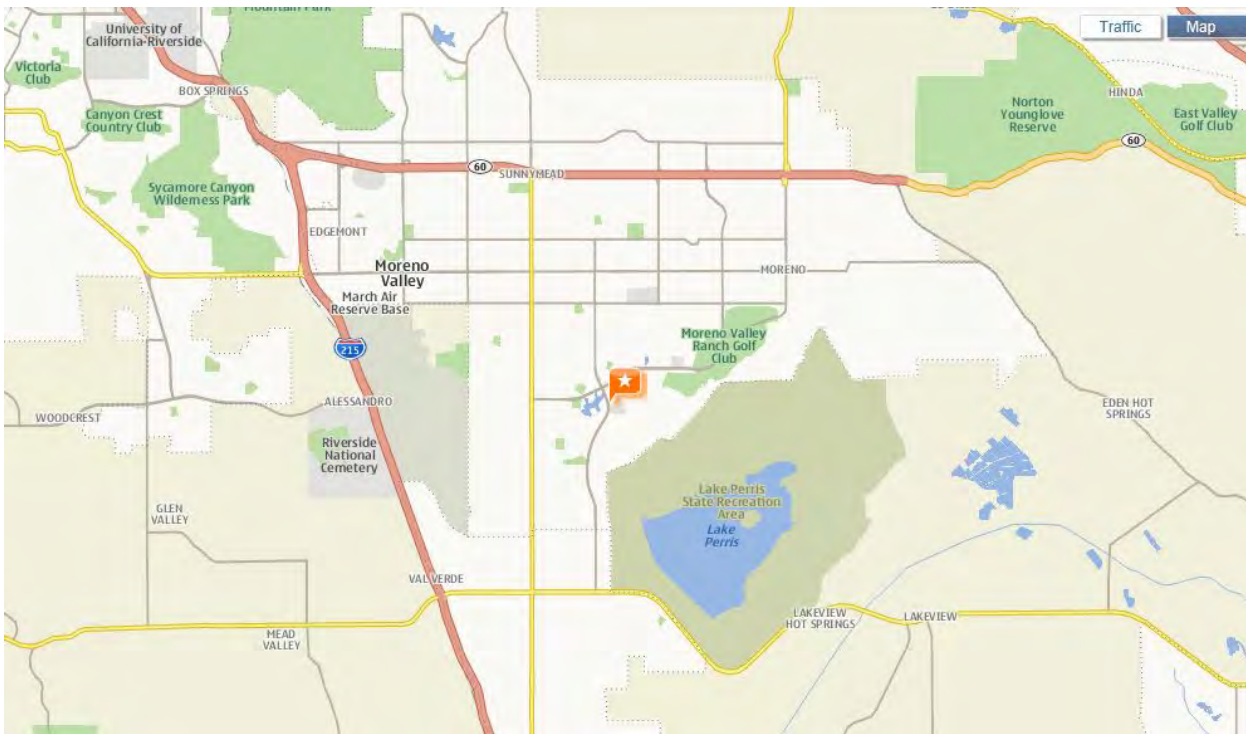 Mountain Park
Traffic
Map
University of
California-Riverside
Victoria
Club
BOX SPRINGS
HINDA
Norton
Younglove
Reserve
East Valley
Golf Club
Canyon Crest
Country Club
60
60
SUNNYMEAD
Sycamore Canyon
Wilderness Park
EDGEMONT
Moreno
Valley
MORENO
March Air
Reserve Base
Moreno Valley
Ranch Golf
Club
215
ALESSANDRO
WOODCREST
EDEN HOT
SPRINGS
Riverside
National
Cemetery
Lake Perris
State Recreation
Area
Lake
Perris
GLEN
VALLEY
VAL VERDE
LAKEVIEW
HOT SPRINGS
LAKEVIEW
MEAD
VALLEY